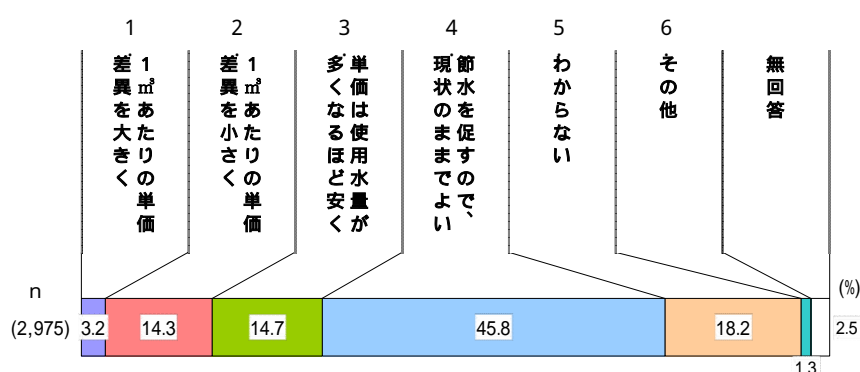 1 2 3 4 5 6
1㎥あたりの単価
差異を大きく
1㎥あたりの単価
差異を小さく
単価は使用水量が
多くなるほど安く
節水を促すので、
現状のままでよい
わからない
その他
無回答
n (%)
(2,975) 3.2 14.3 14.7 45.8 18.2 2.5
1.3